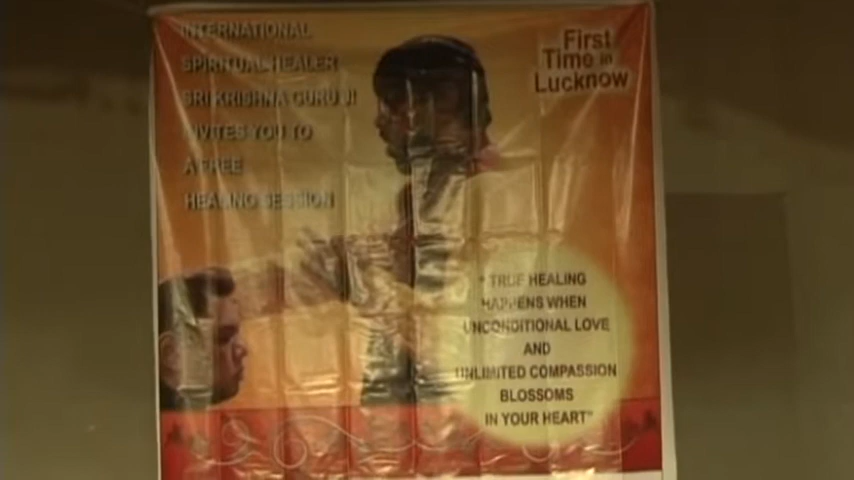 INTERNATIONAL
SPIRITUAL HEALER
SRI KRISHNA GURU JI
INVITES YOU TO
A FREE
HEALING SESSION
First
Time in
Lucknow
" TRUE HEALING
HAPPENS WHEN
UNCONDITIONAL LOVE
AND
UNLIMITED COMPASSION
BLOSSOMS
IN YOUR HEART"